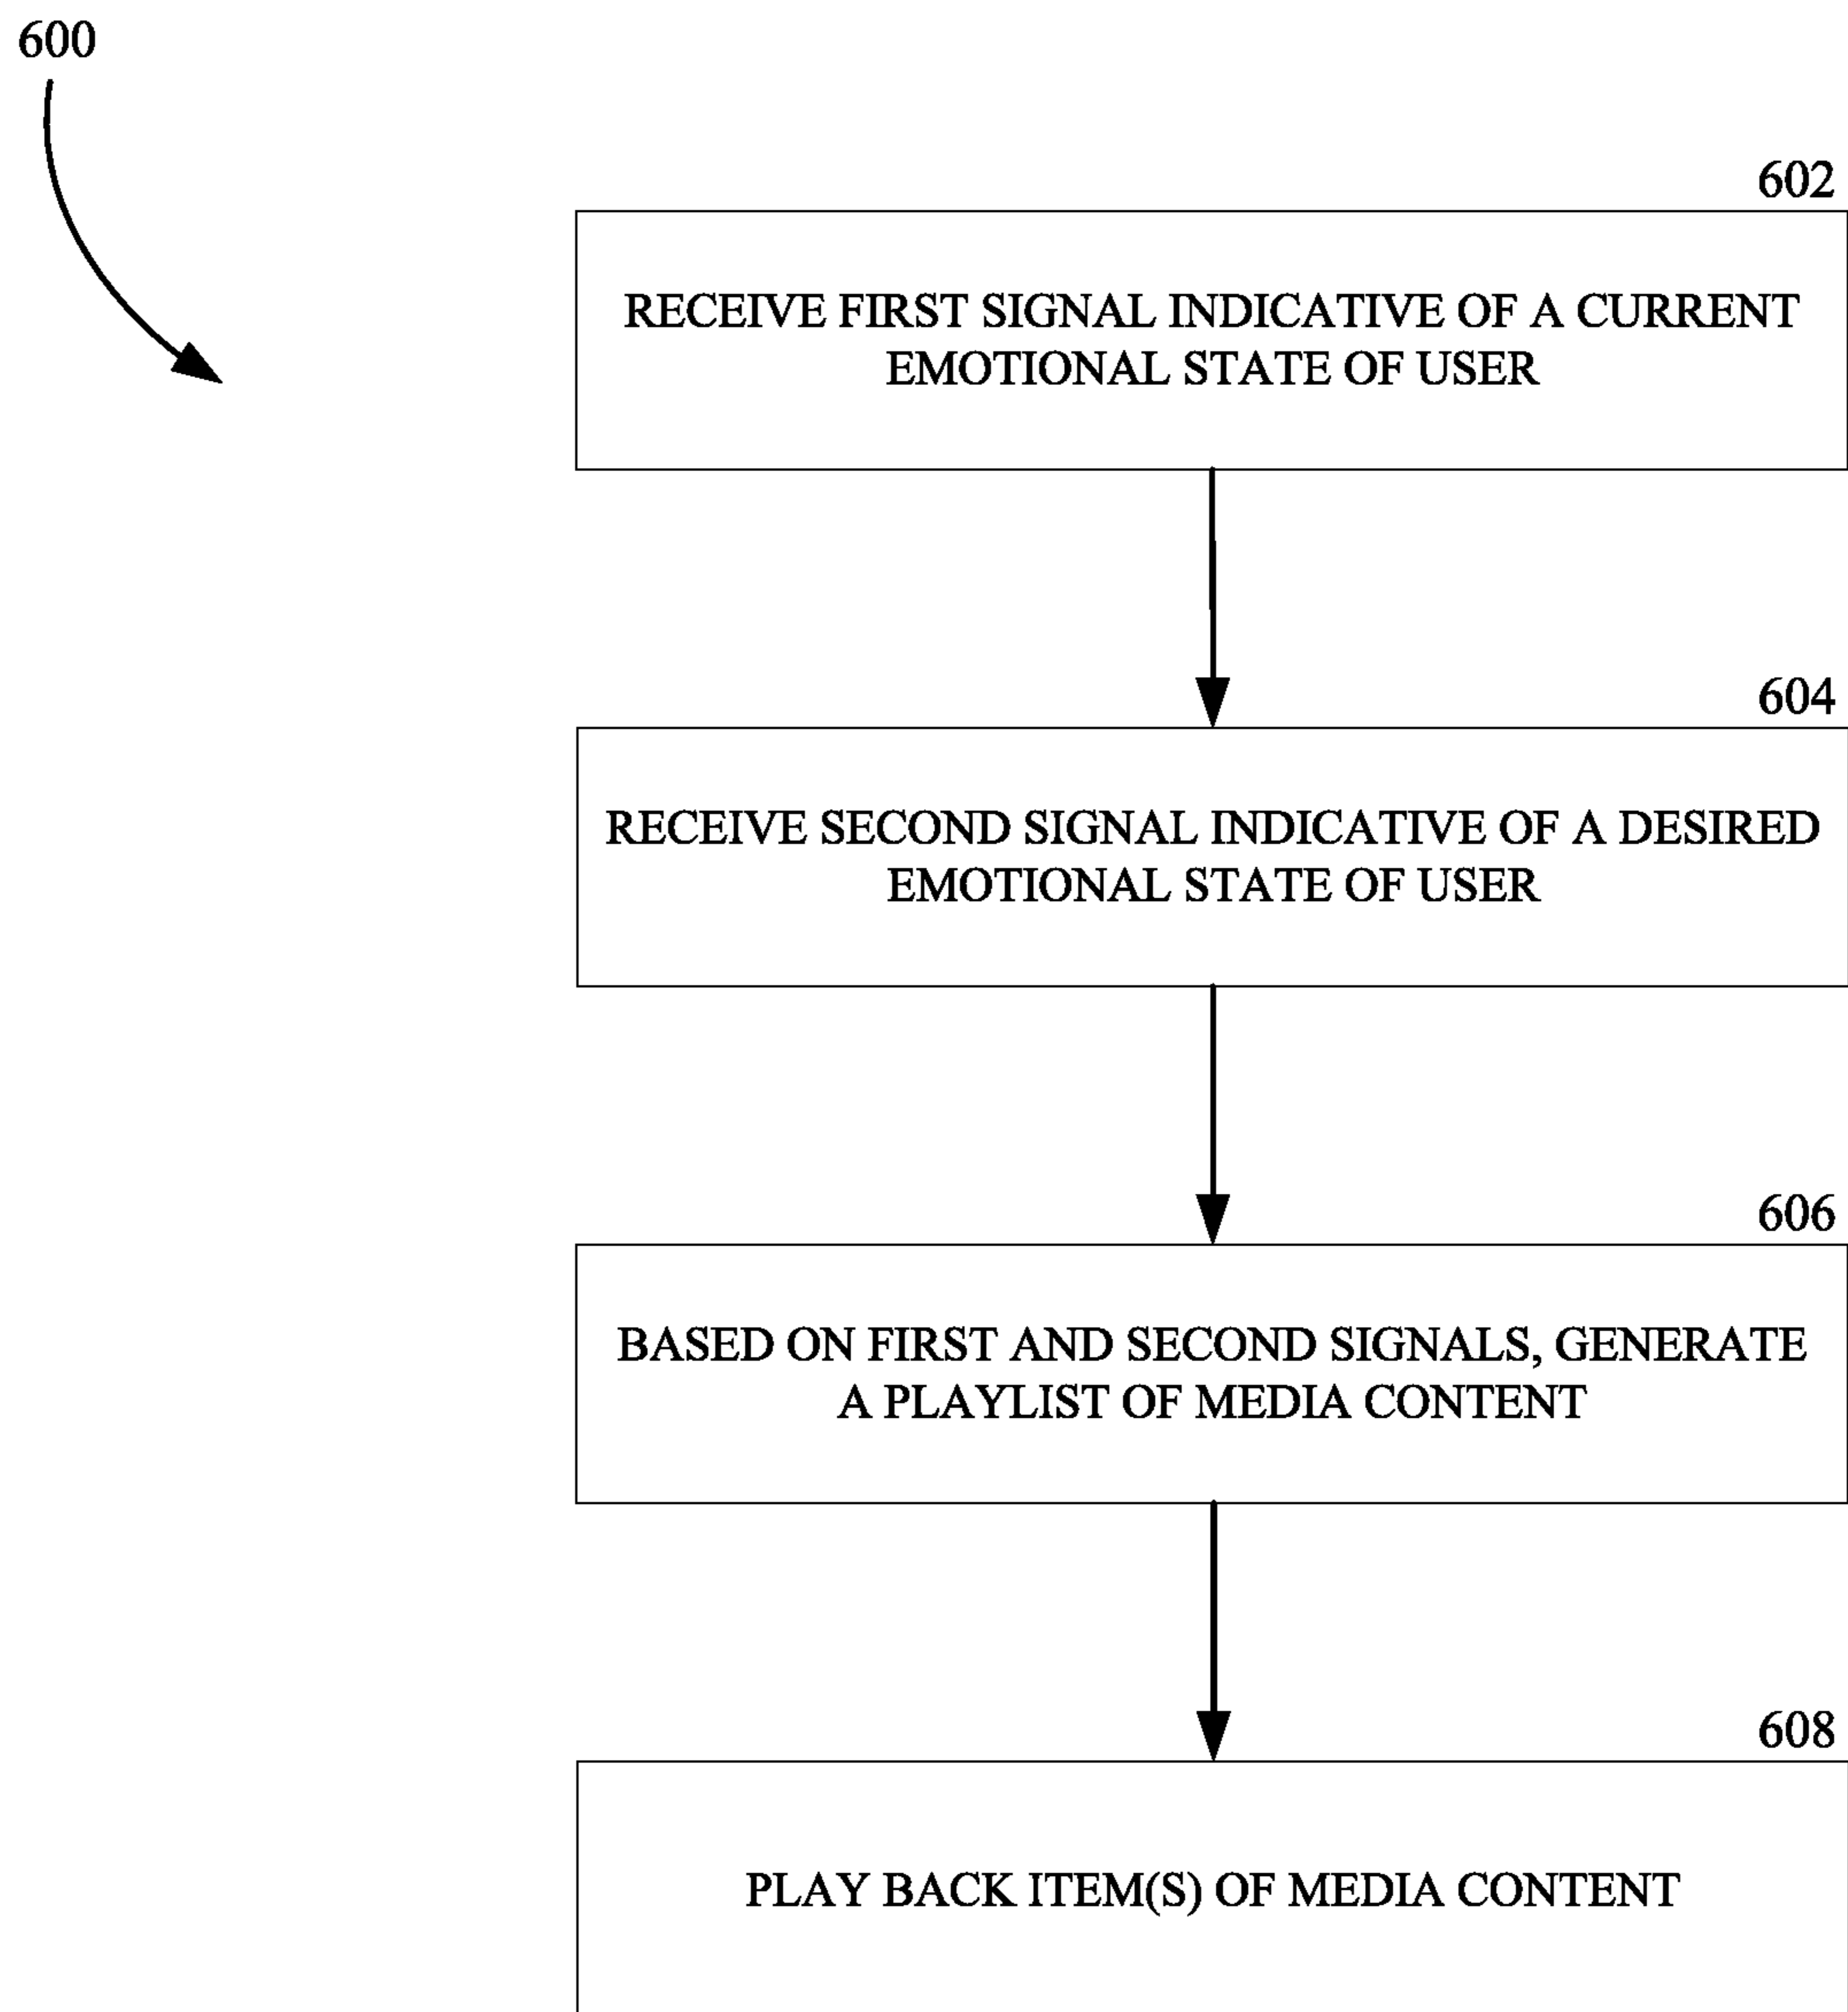 600
602
RECEIVE FIRST SIGNAL INDICATIVE OF A CURRENT
EMOTIONAL STATE OF USER
604
RECEIVE SECOND SIGNAL INDICATIVE OF A DESIRED
EMOTIONAL STATE OF USER
606
BASED ON FIRST AND SECOND SIGNALS, GENERATE
A PLAYLIST OF MEDIA CONTENT
608
PLAY BACK ITEM(S) OF MEDIA CONTENT